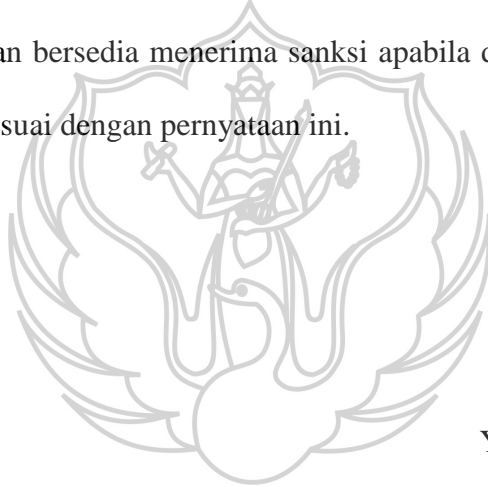 an bersedia menerima sanksi apabila
suai dengan pernyataan ini.